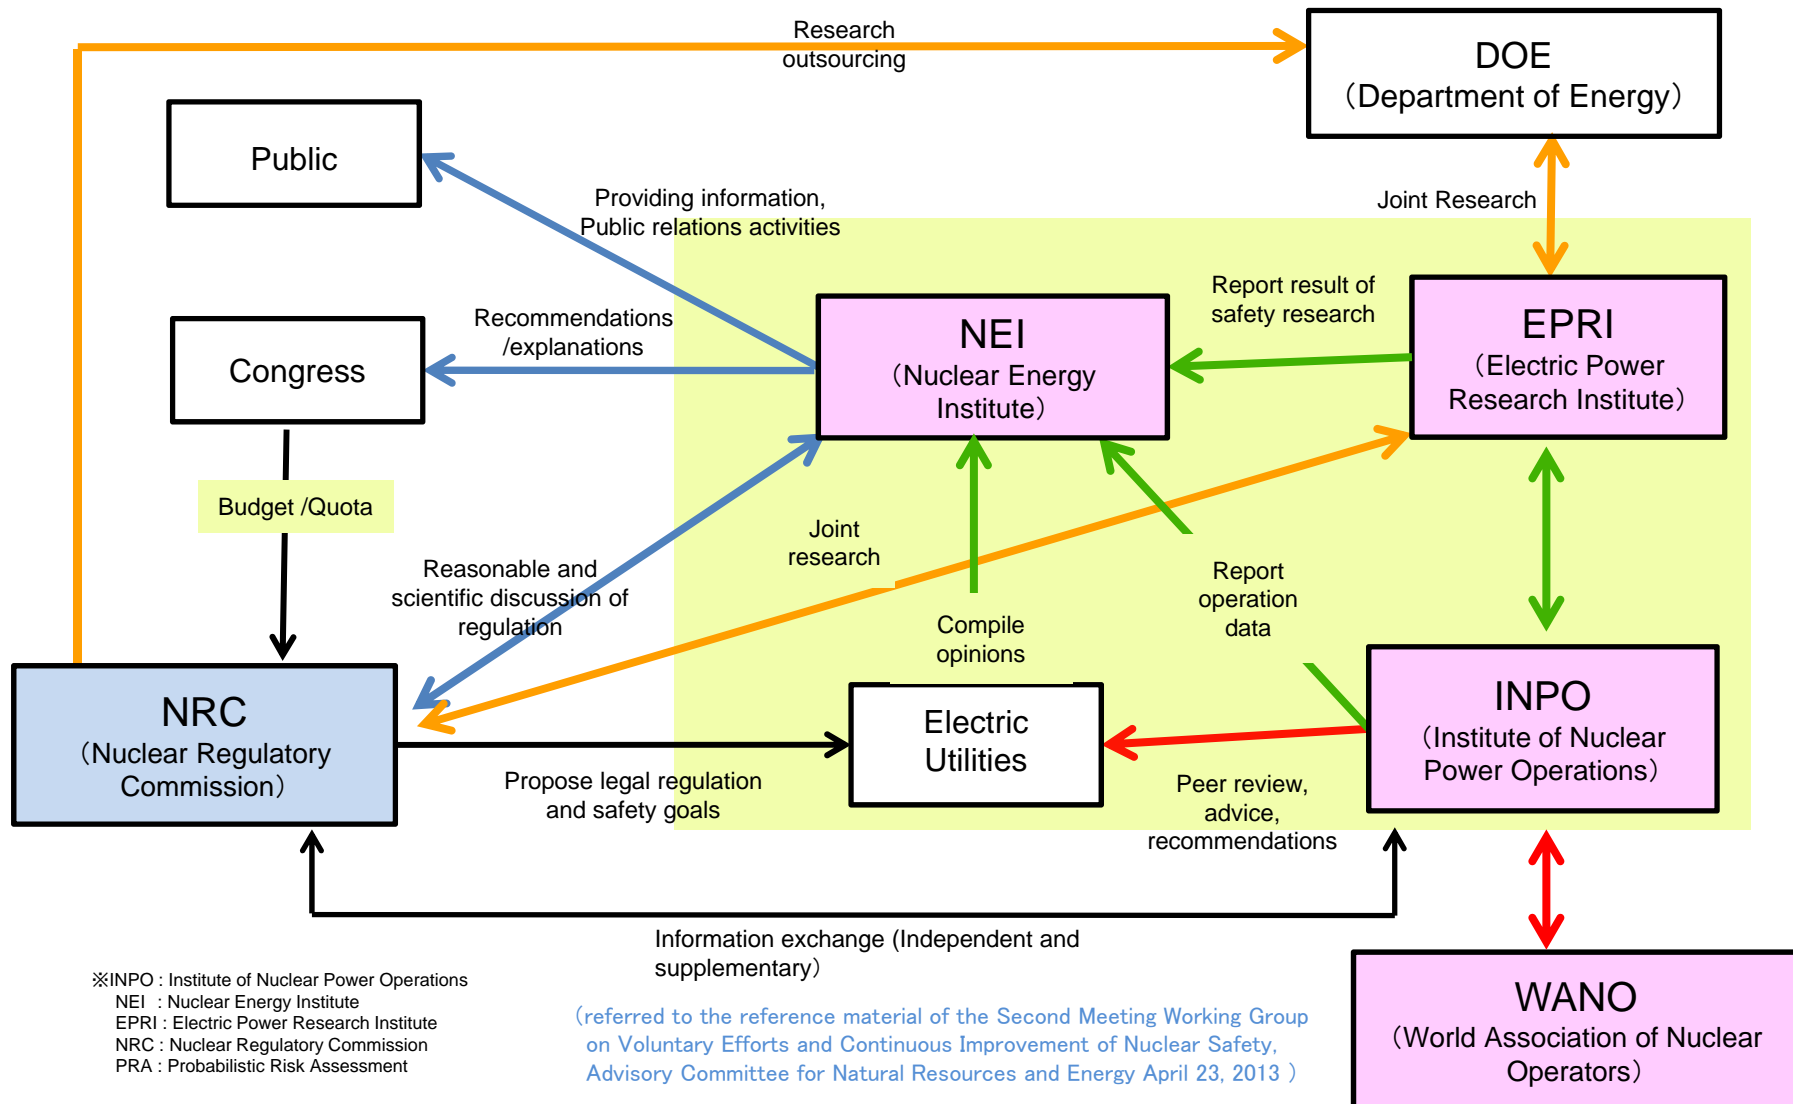 Research
outsourcing
DOE
（Department of Energy）
Public
Providing information,
Public relations activities
Joint Research
Recommendations
/explanations
Congress
NEI
（Nuclear Energy
Institute）
Report result of
safety research
EPRI
（Electric Power
Research Institute）
Budget /Quota
Reasonable and
scientific discussion of
regulation
Joint
research
Compile
opinions
Report
operation
data
NRC
（Nuclear Regulatory
Commission）
Electric
Utilities
INPO
（Institute of Nuclear
Power Operations）
Propose legal regulation
and safety goals
Peer review,
advice,
recommendations
Information exchange (Independent and
supplementary）
WANO
（World Association of Nuclear
Operators）
※INPO : Institute of Nuclear Power Operations
NEI : Nuclear Energy Institute
EPRI : Electric Power Research Institute
NRC : Nuclear Regulatory Commission
PRA : Probabilistic Risk Assessment
（referred to the reference material of the Second Meeting Working Group
on Voluntary Efforts and Continuous Improvement of Nuclear Safety,
Advisory Committee for Natural Resources and Energy April 23, 2013 ）